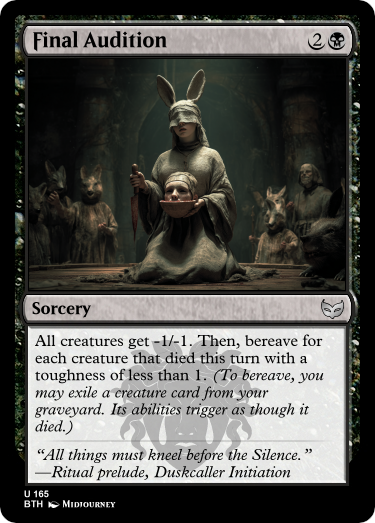 Final Audition 2
Sorcery
All creatures get -1/-1. Then, bereave for
each creature that died this turn with a
toughness of less than 1. (To bereave, you
may exile a creature card from your
graveyard. Its abilities trigger as though it
died.)
“All things must kneel before the Silence.”
—Ritual prelude, Duskcaller Initiation
U 165
BTH Midjourney